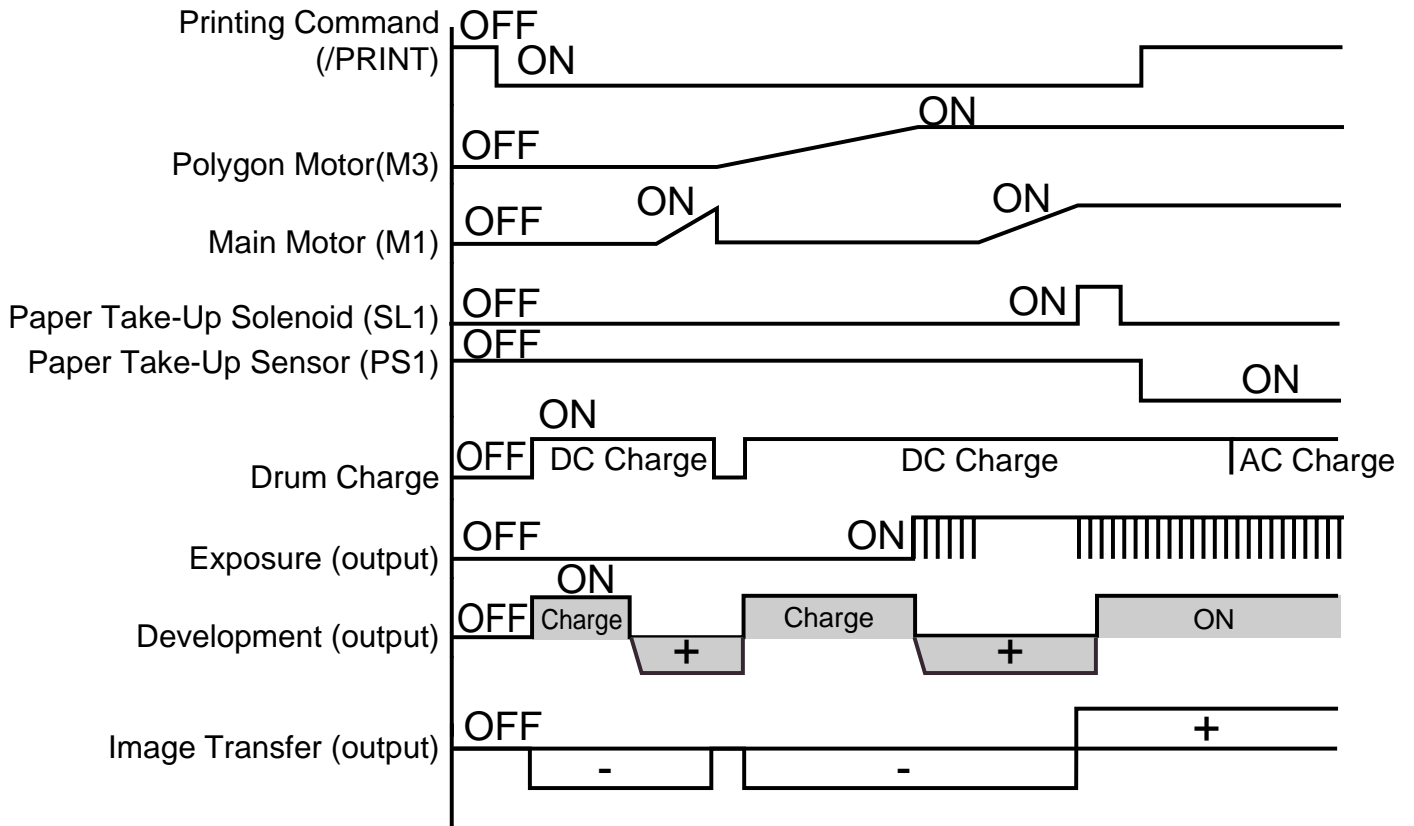 Printing Command
(/PRINT)
OFF
ON
Polygon Motor(M3)
OFF
ON
Main Motor (M1)
OFF
ON
ON
Paper Take-Up Solenoid (SL1)
OFF
ON
Paper Take-Up Sensor (PS1)
OFF
ON
Drum Charge
OFF
ON
DC Charge
DC Charge
AC Charge
Exposure (output)
OFF
ON
Development (output)
OFF
ON
Charge
+
Charge
+
ON
Image Transfer (output)
OFF
-
-
+